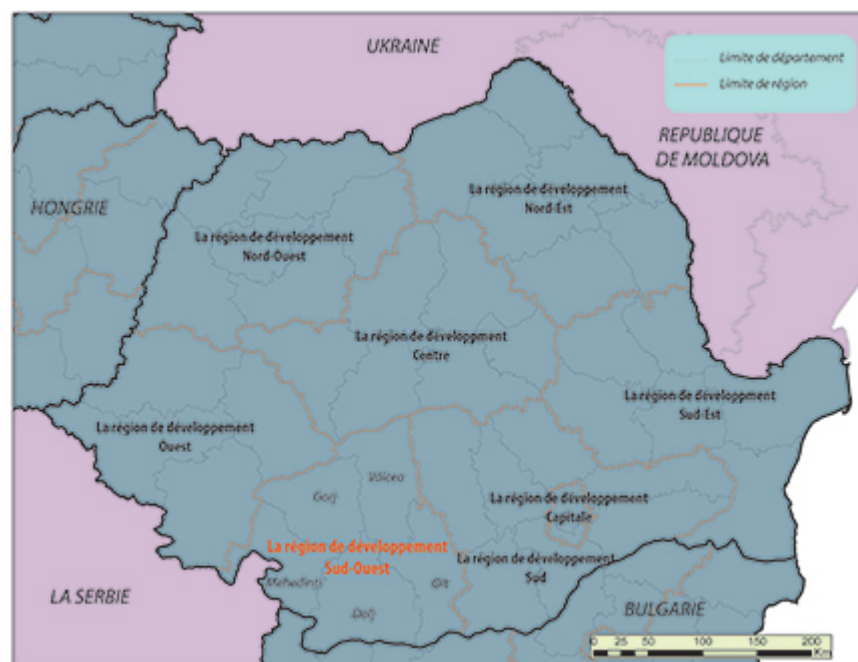 UKRAINE
Limite de département
Limite de région
REPUBLIQUE
DE MOLDOVA
HONGRIE
La région de développement
Nord-Est
La région de développement
Nord-Ouest
La région de développment
Centre
La région de développement
Sud-Est
La région de développement
Ouest
Gorj
Vâlcea
La région de développement
Capitale
La région de développement
Sud-Ouest
La région de développement
Sud
Mehedinti
Olt
Dolj
LA SERBIE
BULGARIE
0 25 50 100 150 200
Km